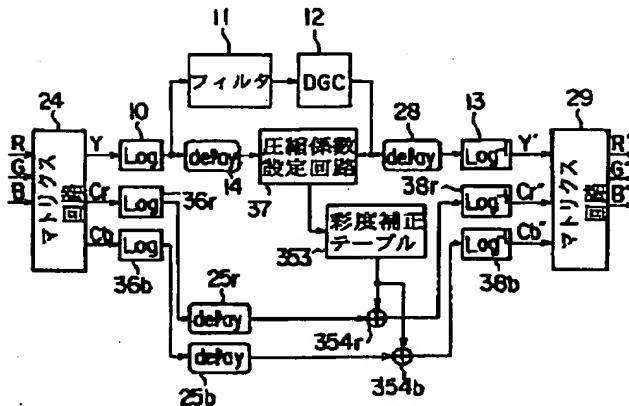 11
12
フィルタ
DGC
24
10
28
13
29
R
G
B
マトリクス
回路
Y
Log
delay
14
圧縮係数
設定回路
37
delay
Log⁻¹
Y′
マトリクス
回路
R″
G″
B″
Cr
Log
36r
38r
Log⁻¹
Cr″
Cb
Log
36b
彩度補正
テーブル
353
Log⁻¹
Cb″
38b
25r
delay
354r
delay
25b
354b